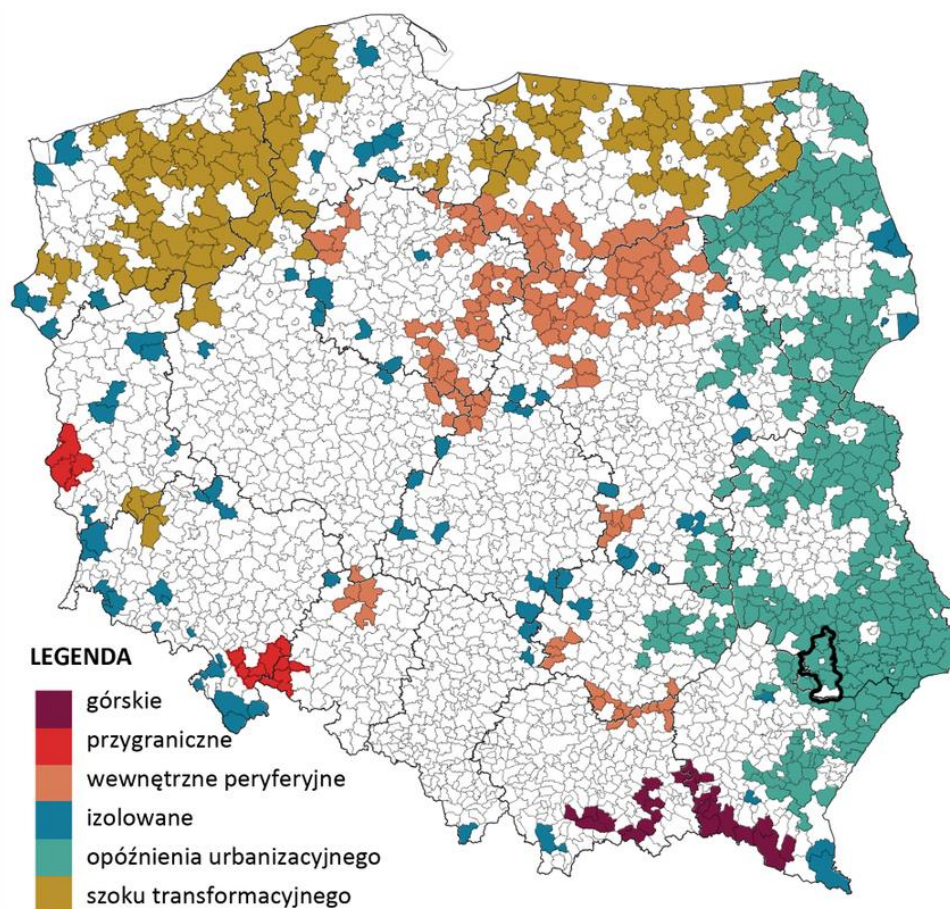 LEGENDA
górskie
przygraniczne
wewnętrzne peryferyjne
izolowane
opóźnienia urbanizacyjnego
szoku transformacyjnego